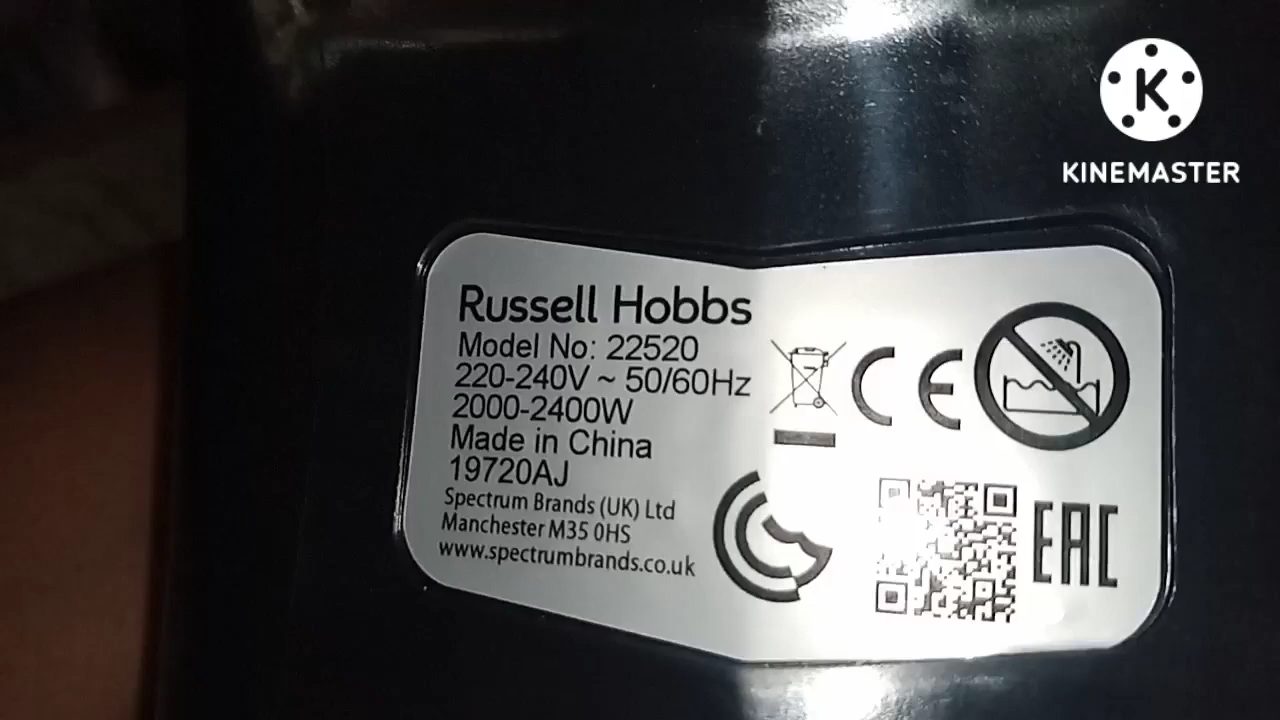 K
KINEMASTER
Russell Hobbs
Model No: 22520
220-240V ~ 50/60Hz
2000-2400W
Made in China
19720AJ
Spectrum Brands (UK) Ltd
Manchester M35 0HS
www.spectrumbrands.co.uk
CE
EAC